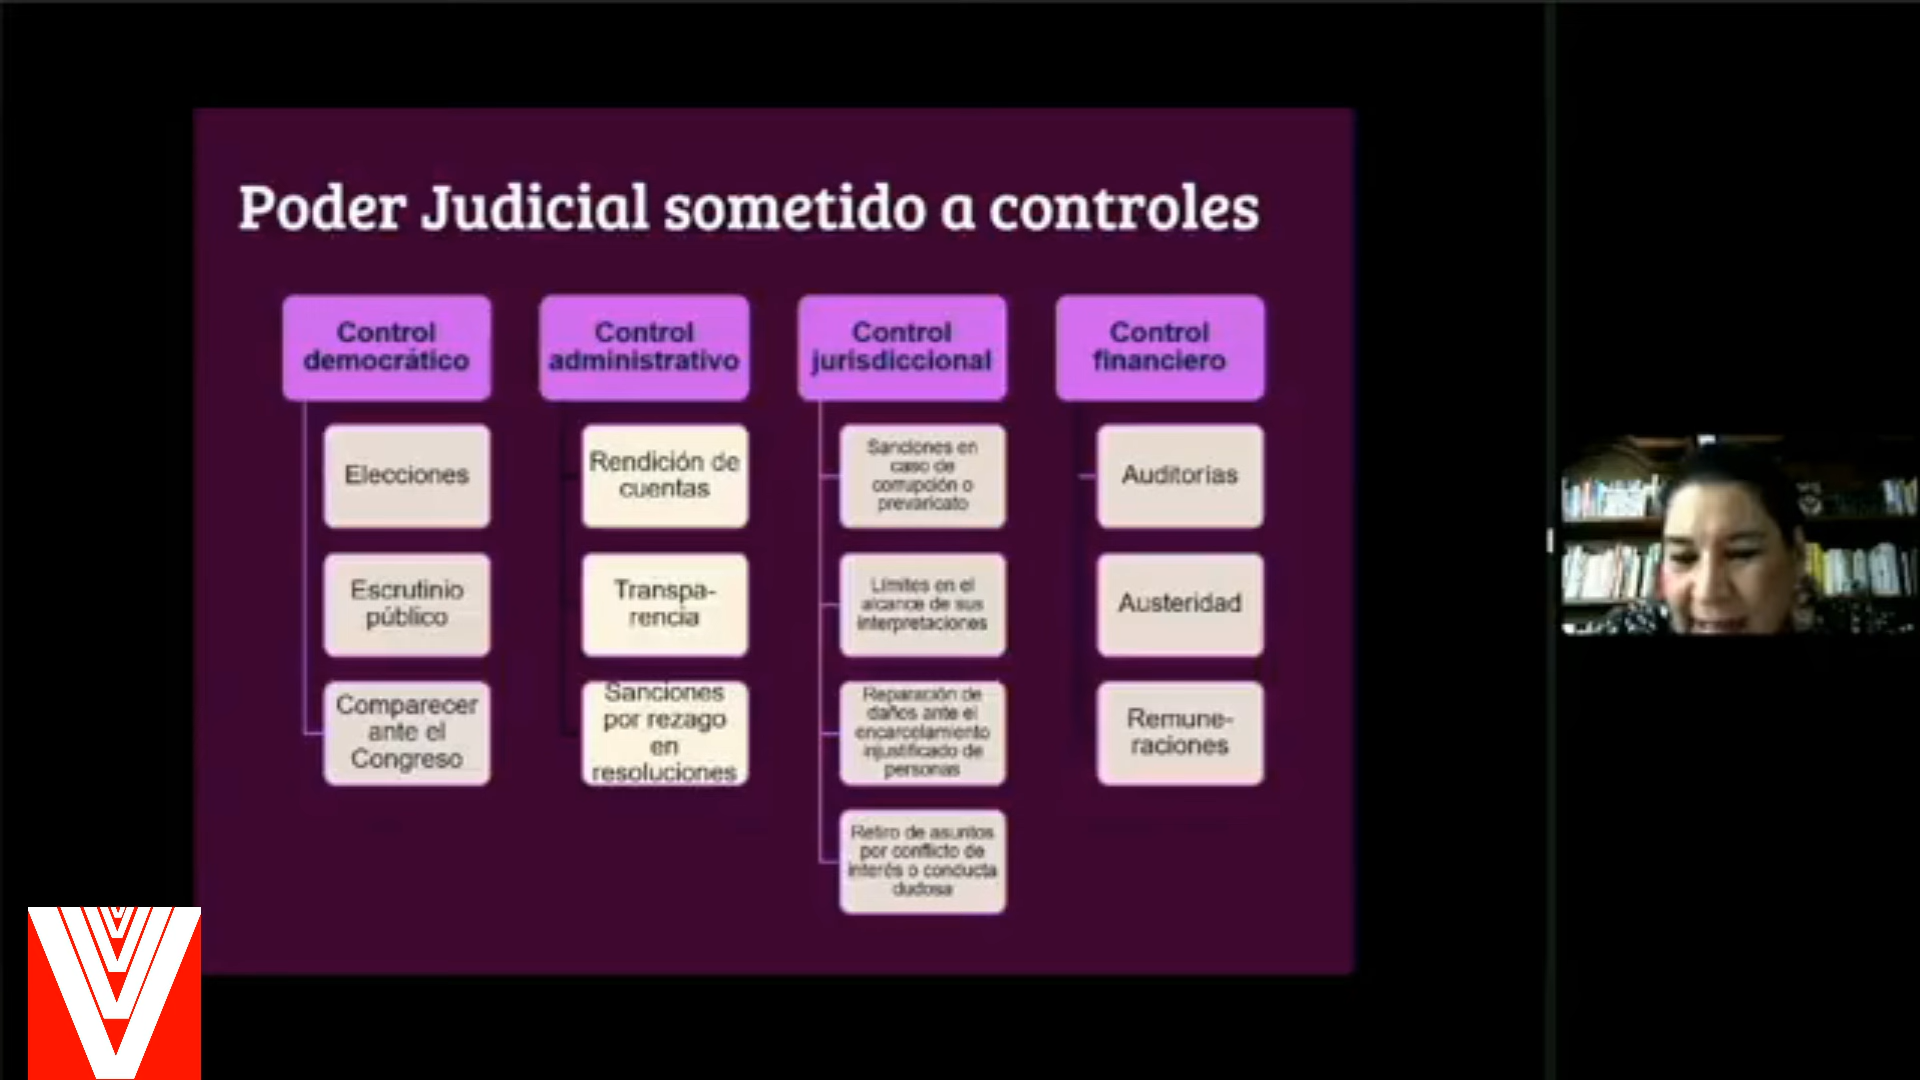 Poder Judicial sometido a controles
Control
democrático
Elecciones
Escrutinio
público
Comparecer
ante el
Congreso
Control
administrativo
Rendición de
cuentas
Transpa-
rencia
Sanciones
por rezago
en
resoluciones
Control
jurisdiccional
Sanciones en
caso de
corrupción o
prevaricato
Límites en el
alcance de sus
interpretaciones
Reparación de
daños ante el
encarcelamiento
injustificado de
personas
Retiro de asuntos
por conflicto de
interés o conducta
dudosa
Control
financiero
Auditorías
Austeridad
Remune-
raciones